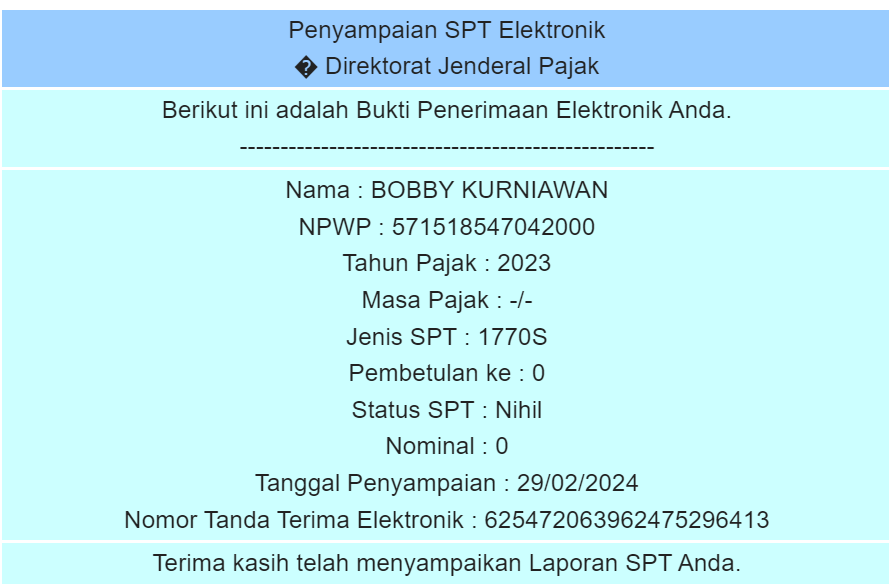 Penyampaian SPT Elektronik
� Direktorat Jenderal Pajak
Berikut ini adalah Bukti Penerimaan Elektronik Anda.
---------------------------------------------------
Nama : BOBBY KURNIAWAN
NPWP : 571518547042000
Tahun Pajak : 2023
Masa Pajak : -/-
Jenis SPT : 1770S
Pembetulan ke : 0
Status SPT : Nihil
Nominal : 0
Tanggal Penyampaian : 29/02/2024
Nomor Tanda Terima Elektronik : 625472063962475296413
Terima kasih telah menyampaikan Laporan SPT Anda.